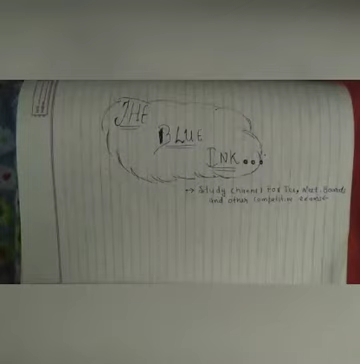 THE
BLUE
INK...
→ Study channel for Jee, Neet, Boards
and other competitive exams